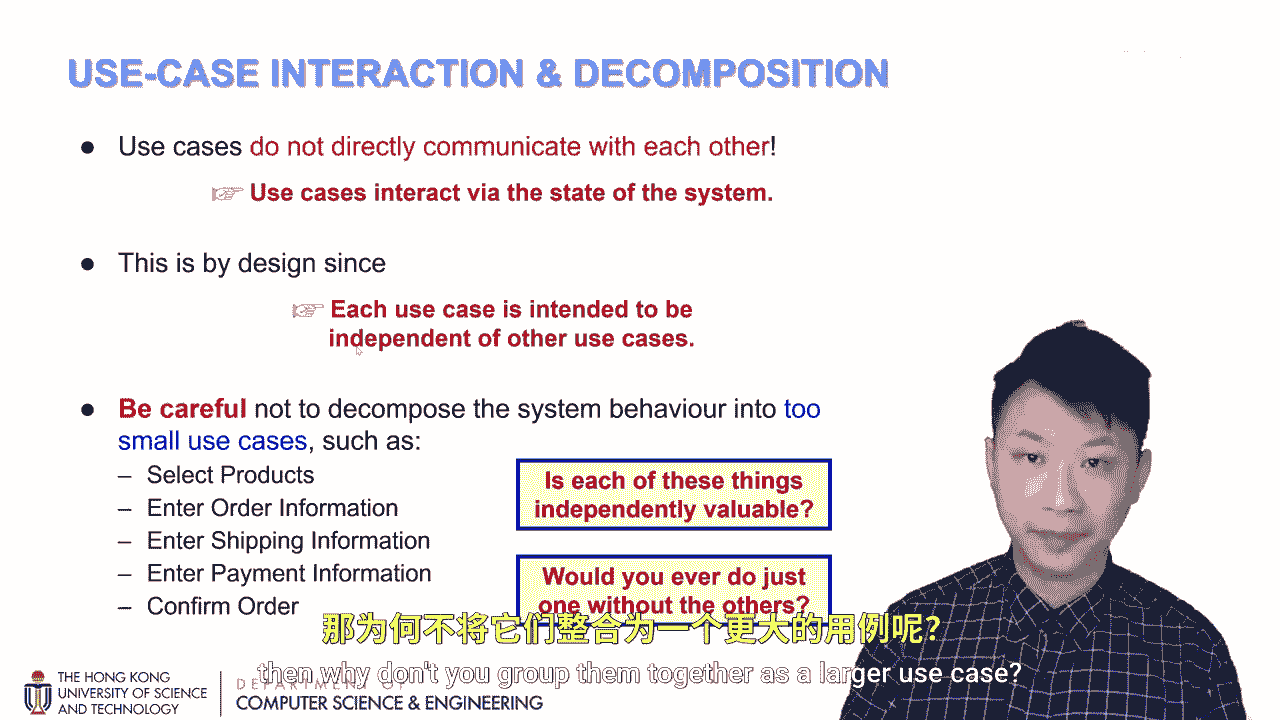 USE-CASE INTERACTION & DECOMPOSITION
● Use cases do not directly communicate with each other!
☞ Use cases interact via the state of the system.
● This is by design since
☞ Each use case is intended to be
independent of other use cases.
● Be careful not to decompose the system behaviour into too
small use cases, such as:
– Select Products
– Enter Order Information
– Enter Shipping Information
– Enter Payment Information
– Confirm Order
Is each of these things
independently valuable?
Would you ever do just
one without the others?
那为何不将它们整合为一个更大的用例呢?
then why don't you group them together as a larger use case?
THE HONG KONG
UNIVERSITY OF SCIENCE
AND TECHNOLOGY
DEPARTMENT OF
COMPUTER SCIENCE & ENGINEERING